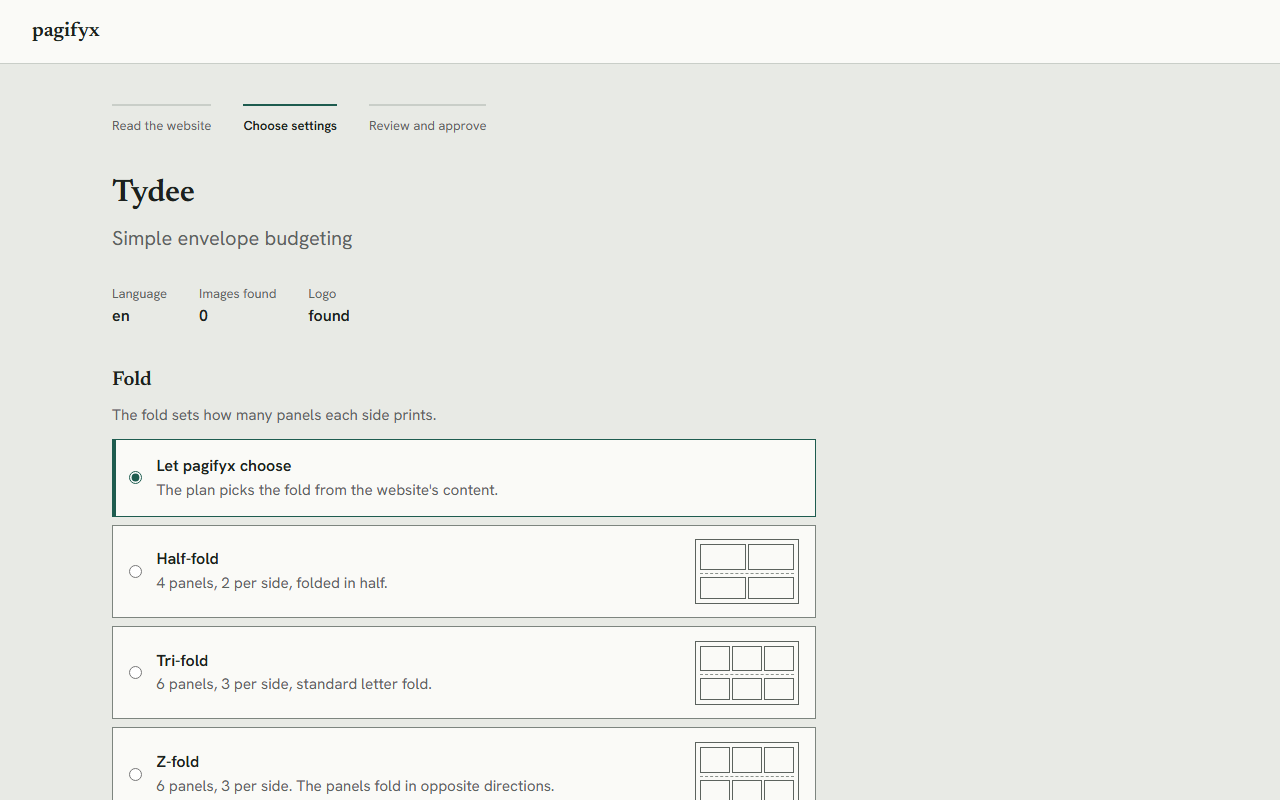 pagifyx
Read the website
Choose settings
Review and approve
Tydee
Simple envelope budgeting
Language
Images found
Logo
en
0
found
Fold
The fold sets how many panels each side prints.
Let pagifyx choose
The plan picks the fold from the website's content.
Half-fold
4 panels, 2 per side, folded in half.
Tri-fold
6 panels, 3 per side, standard letter fold.
Z-fold
6 panels, 3 per side. The panels fold in opposite directions.